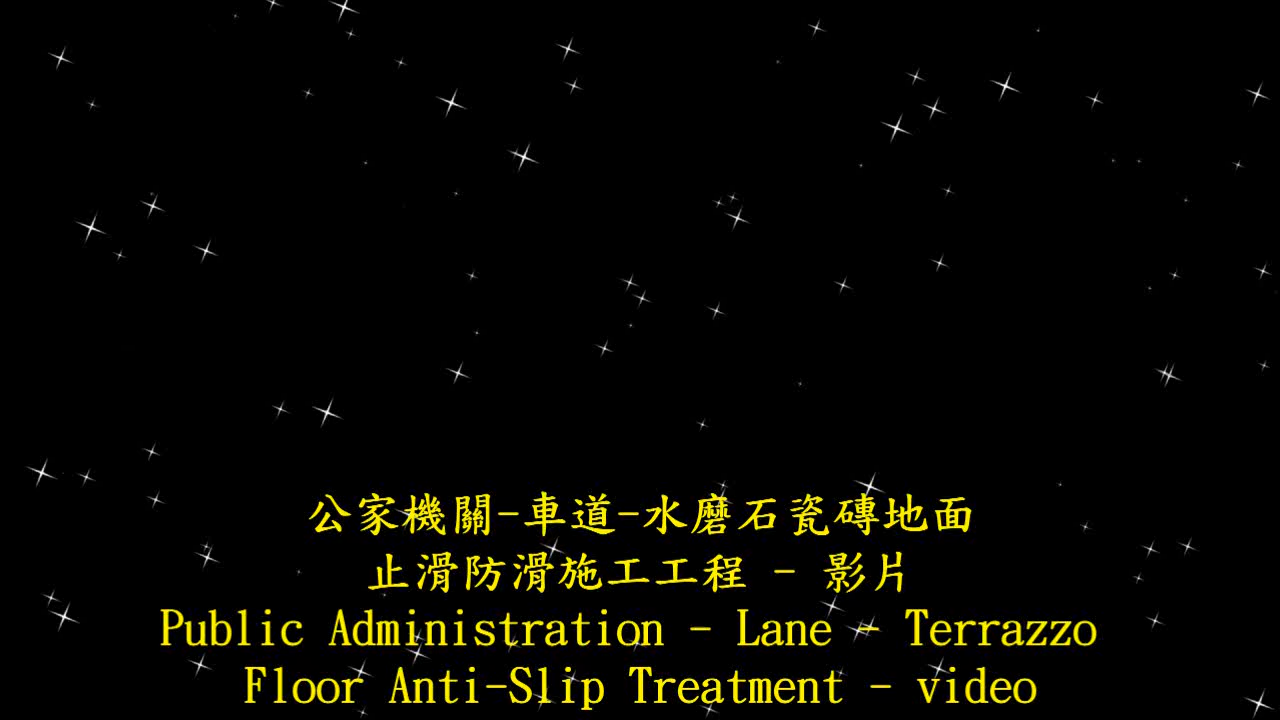 公家機關-車道-水磨石瓷磚地面
止滑防滑施工工程 - 影片
Public Administration - Lane - Terrazzo
Floor Anti-Slip Treatment - video